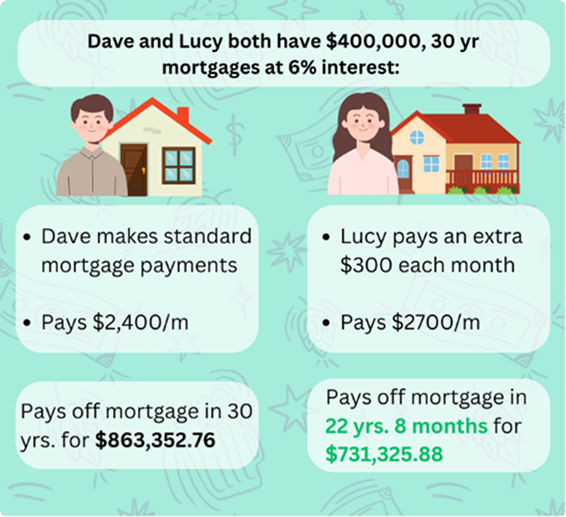 Dave and Lucy both have $400,000, 30 yr
mortgages at 6% interest:
• Dave makes standard
mortgage payments
• Pays $2,400/m
Pays off mortgage in 30
yrs. for $863,352.76
• Lucy pays an extra
$300 each month
• Pays $2700/m
Pays off mortgage in
22 yrs. 8 months for
$731,325.88